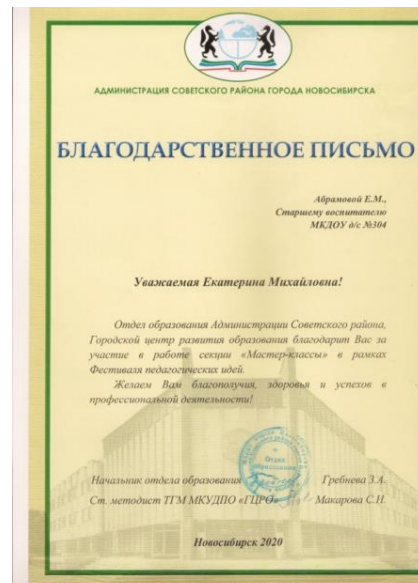 АДМИНИСТРАЦИЯ СОВЕТСКОГО РАЙОНА ГОРОДА НОВОСИБИРСКА
БЛАГОДАРСТВЕННОЕ ПИСЬМО
Абрамовой Е.М.,
Старшему воспитателю
МКДОУ д/с №304
Уважаемая Екатерина Михайловна!
Отдел образования Администрации Советского района,
Городской центр развития образования благодарит Вас за
участие в работе секции «Мастер-классы» в рамках
Фестиваля педагогических идей.
Желаем Вам благополучия, здоровья и успехов в
профессиональной деятельности!
Отдел
образования
Начальник отдела образования Гребнева З.А.
Ст. методист ТГМ МКУДПО «ГЦРО» Макарова С.Н.
Новосибирск 2020